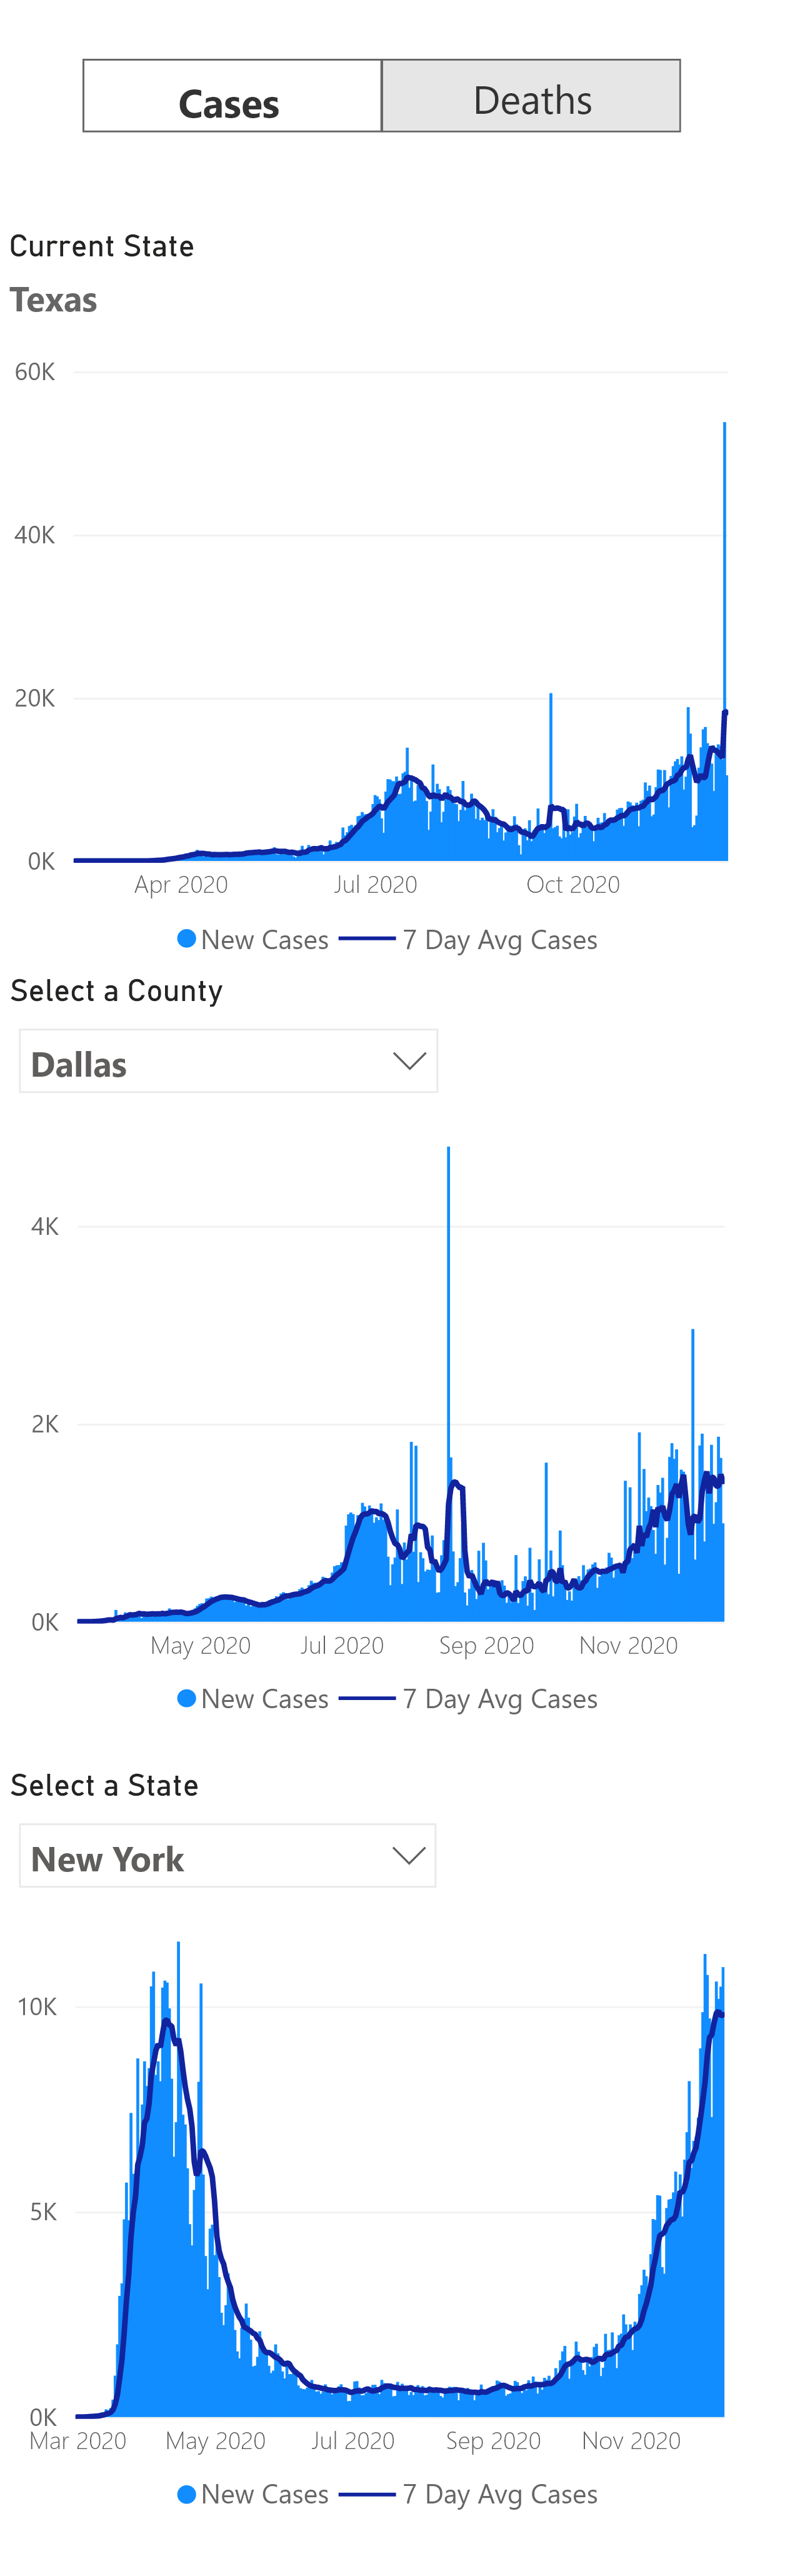 Cases Deaths
Current State
Texas
60K
40K
20K
0K
Apr 2020 Jul 2020 Oct 2020
New Cases 7 Day Avg Cases
Select a County
Dallas
4K
2K
0K
May 2020 Jul 2020 Sep 2020 Nov 2020
New Cases 7 Day Avg Cases
Select a State
New York
10K
5K
0K
Mar 2020 May 2020 Jul 2020 Sep 2020 Nov 2020
New Cases 7 Day Avg Cases